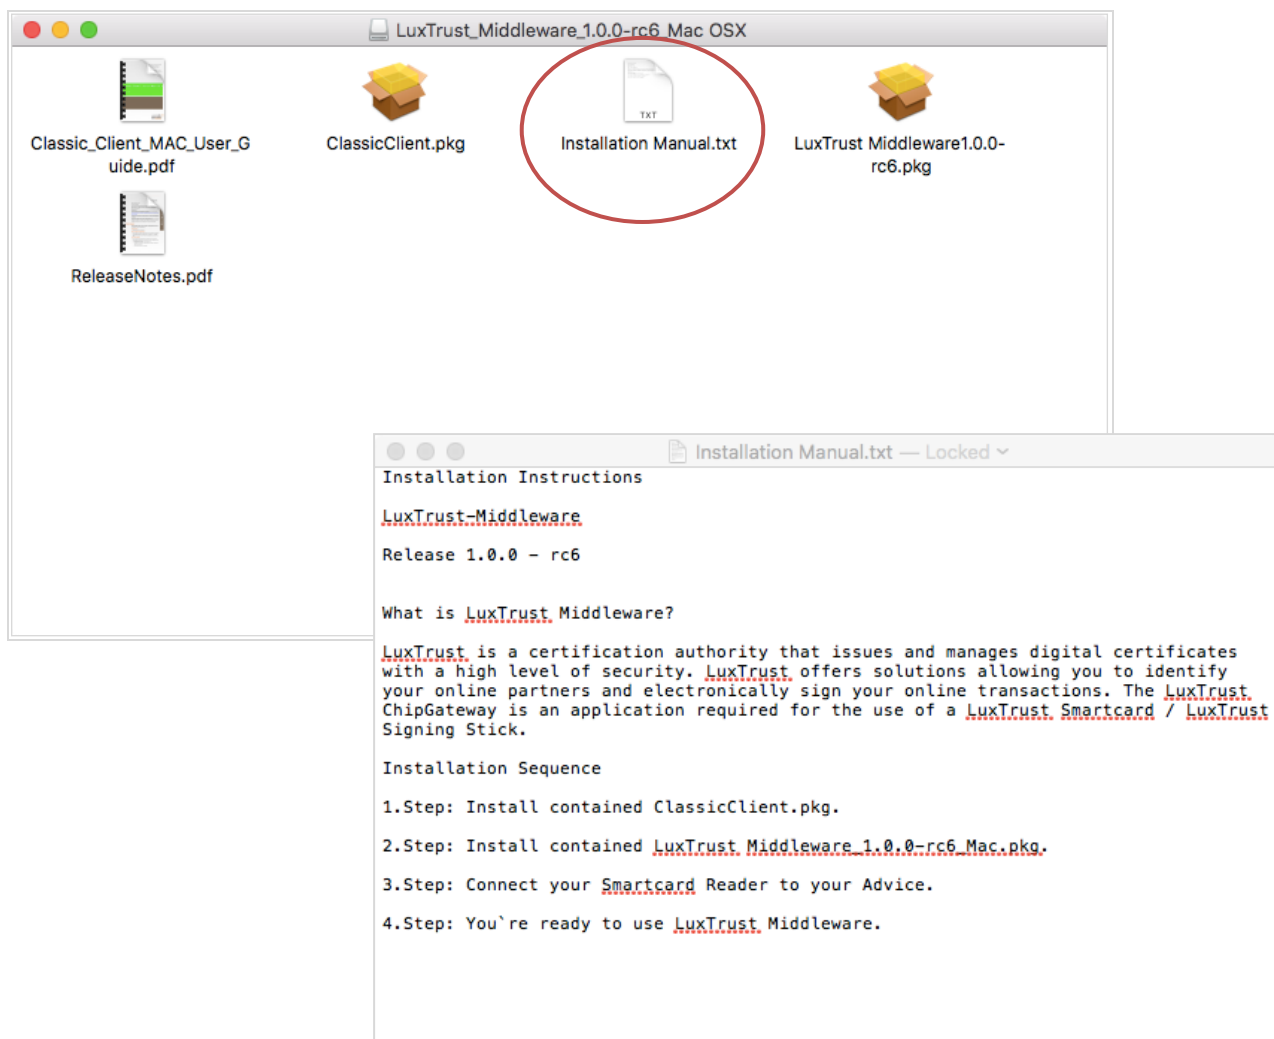 LuxTrust_Middleware_1.0.0-rc6_Mac OSX
TXT
Classic_Client_MAC_User_G
uide.pdf
ClassicClient.pkg
Installation Manual.txt
LuxTrust Middleware1.0.0-
rc6.pkg
ReleaseNotes.pdf
Installation Manual.txt — Locked
Installation Instructions
LuxTrust-Middleware
Release 1.0.0 – rc6
What is LuxTrust Middleware?
LuxTrust is a certification authority that issues and manages digital certificates
with a high level of security. LuxTrust offers solutions allowing you to identify
your online partners and electronically sign your online transactions. The LuxTrust
ChipGateway is an application required for the use of a LuxTrust Smartcard / LuxTrust
Signing Stick.
Installation Sequence
1.Step: Install contained ClassicClient.pkg.
2.Step: Install contained LuxTrust Middleware_1.0.0-rc6_Mac.pkg.
3.Step: Connect your Smartcard Reader to your Advice.
4.Step: You`re ready to use LuxTrust Middleware.